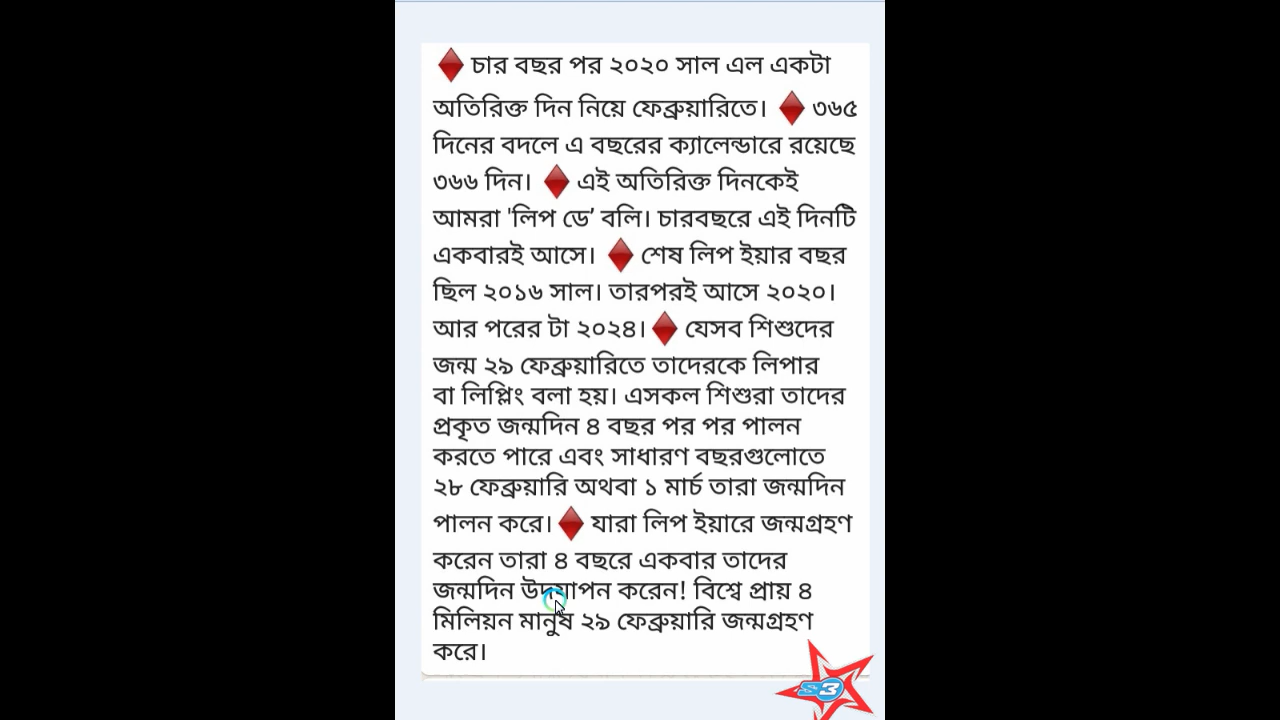 ♦ চার বছর পর ২০২০ সাল এল একটা
অতিরিক্ত দিন নিয়ে ফেব্রুয়ারিতে। ♦ ৩৬৫
দিনের বদলে এ বছরের ক্যালেন্ডারে রয়েছে
৩৬৬ দিন। ♦ এই অতিরিক্ত দিনকেই
আমরা 'লিপ ডে’ বলি। চারবছরে এই দিনটি
একবারই আসে। ♦ শেষ লিপ ইয়ার বছর
ছিল ২০১৬ সাল। তারপরই আসে ২০২০।
আর পরের টা ২০২৪। ♦ যেসব শিশুদের
জন্ম ২৯ ফেব্রুয়ারিতে তাদেরকে লিপার
বা লিপ্লিং বলা হয়। এসকল শিশুরা তাদের
প্রকৃত জন্মদিন ৪ বছর পর পর পালন
করতে পারে এবং সাধারণ বছরগুলোতে
২৮ ফেব্রুয়ারি অথবা ১ মার্চ তারা জন্মদিন
পালন করে। ♦ যারা লিপ ইয়ারে জন্মগ্রহণ
করেন তারা ৪ বছরে একবার তাদের
জন্মদিন উদযাপন করেন! বিশ্বে প্রায় ৪
মিলিয়ন মানুষ ২৯ ফেব্রুয়ারি জন্মগ্রহণ
করে।
S3